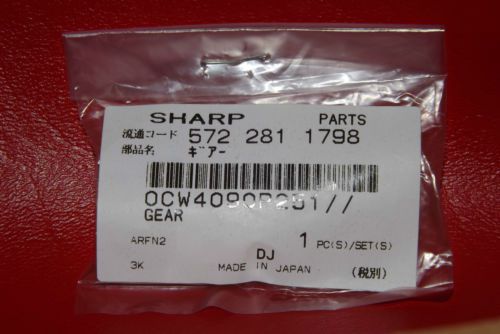 SHARP PARTS
流通コード 572 281 1798
部品名 ギアー
0CW4090P251//
GEAR
ARFN2 1 PC(S)/SET(S)
DJ
3K MADE IN JAPAN (税別)